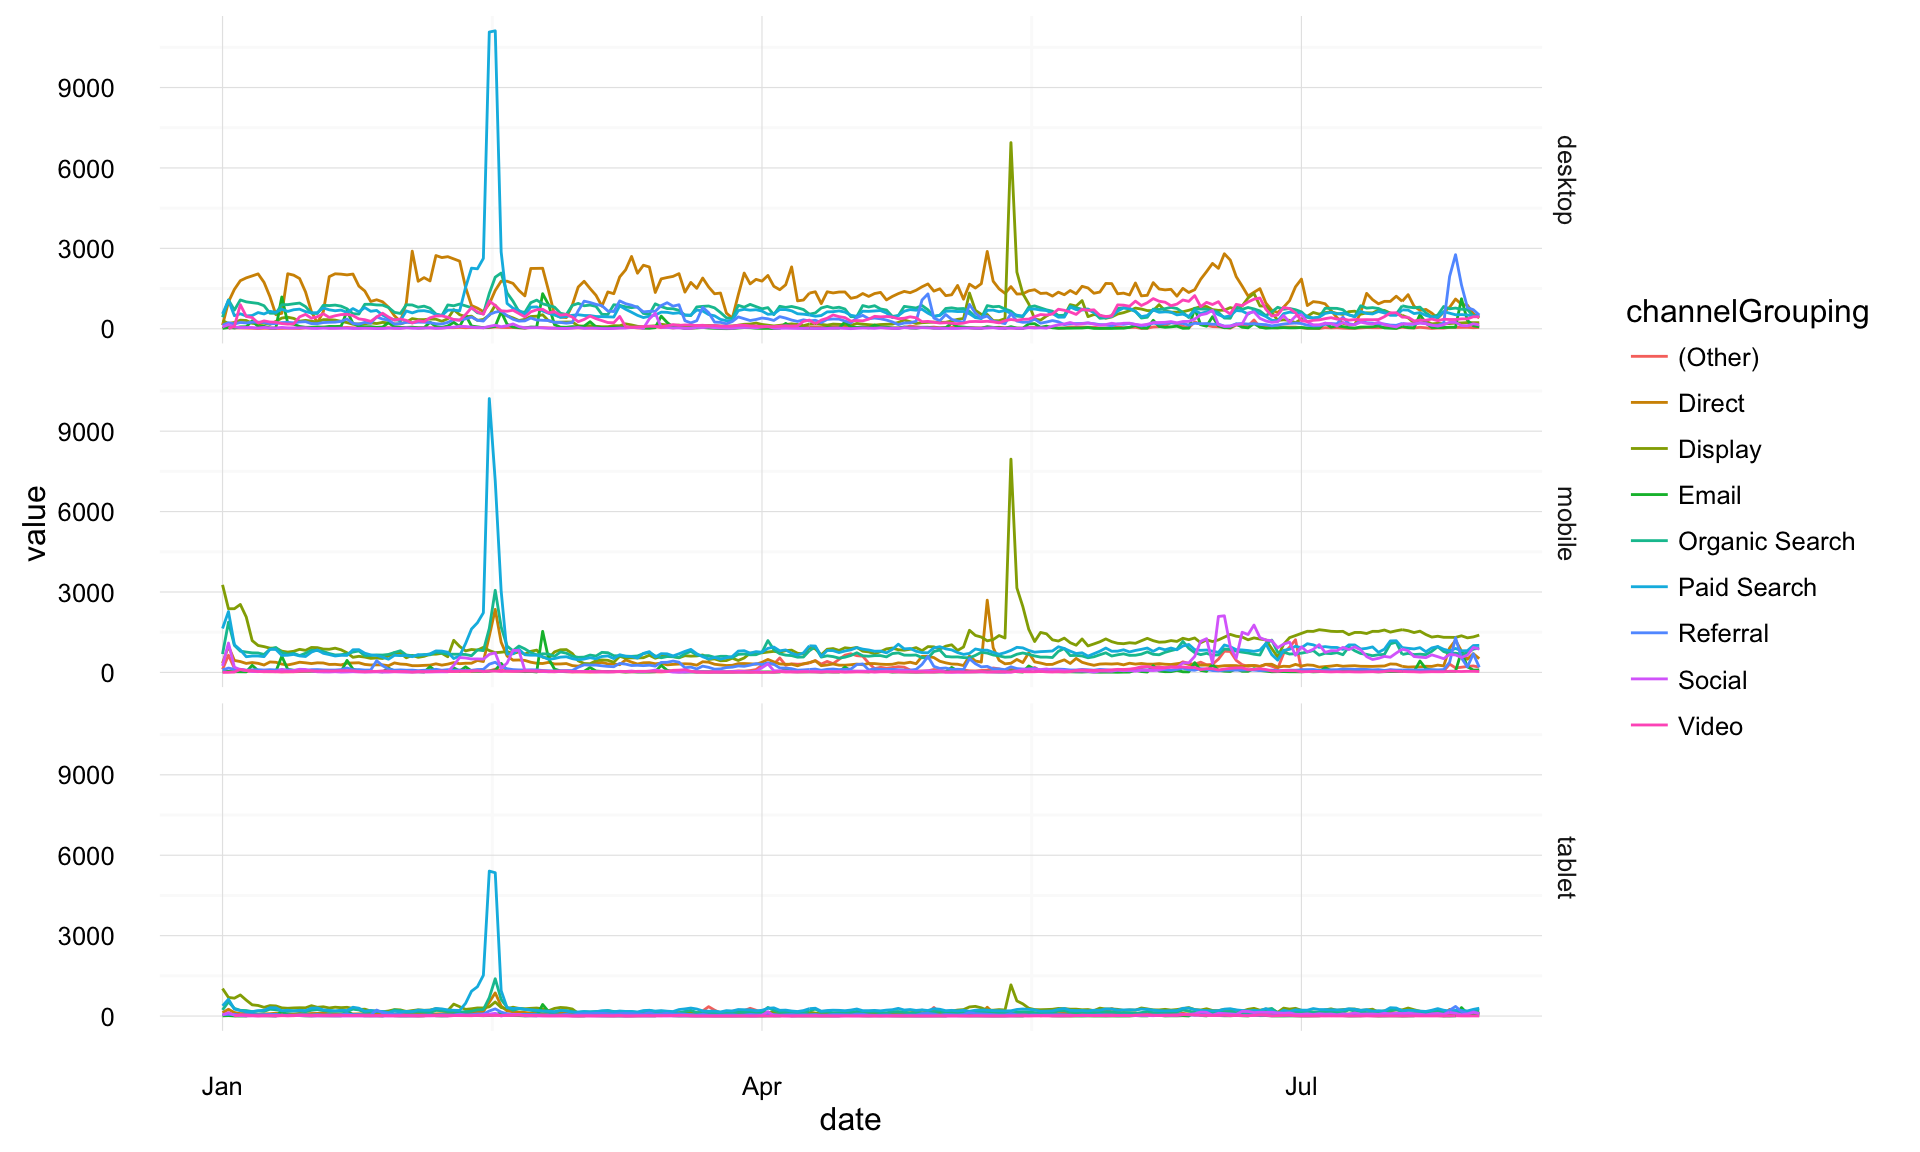 9000
6000
3000
0
desktop
9000
6000
3000
0
mobile
9000
6000
3000
0
tablet
value
Jan
Apr
Jul
date
channelGrouping
(Other)
Direct
Display
Email
Organic Search
Paid Search
Referral
Social
Video